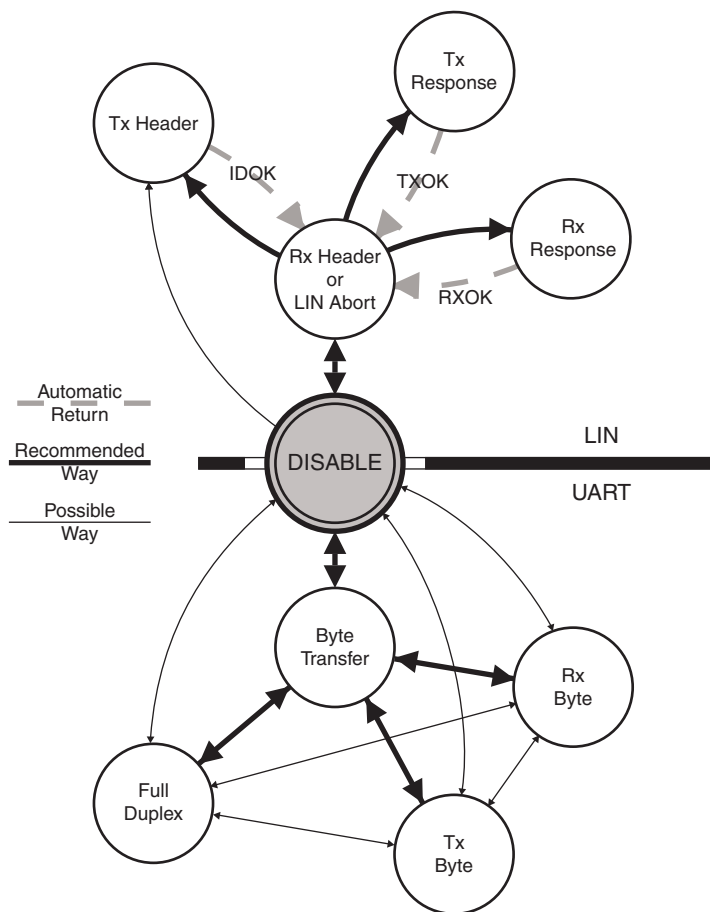 Tx
Response
Tx Header
IDOK
TXOK
Rx
Response
Rx Header
or
LIN Abort
RXOK
Automatic
Return
Recommended
Way
Possible
Way
DISABLE
LIN
UART
Byte
Transfer
Rx
Byte
Full
Duplex
Tx
Byte